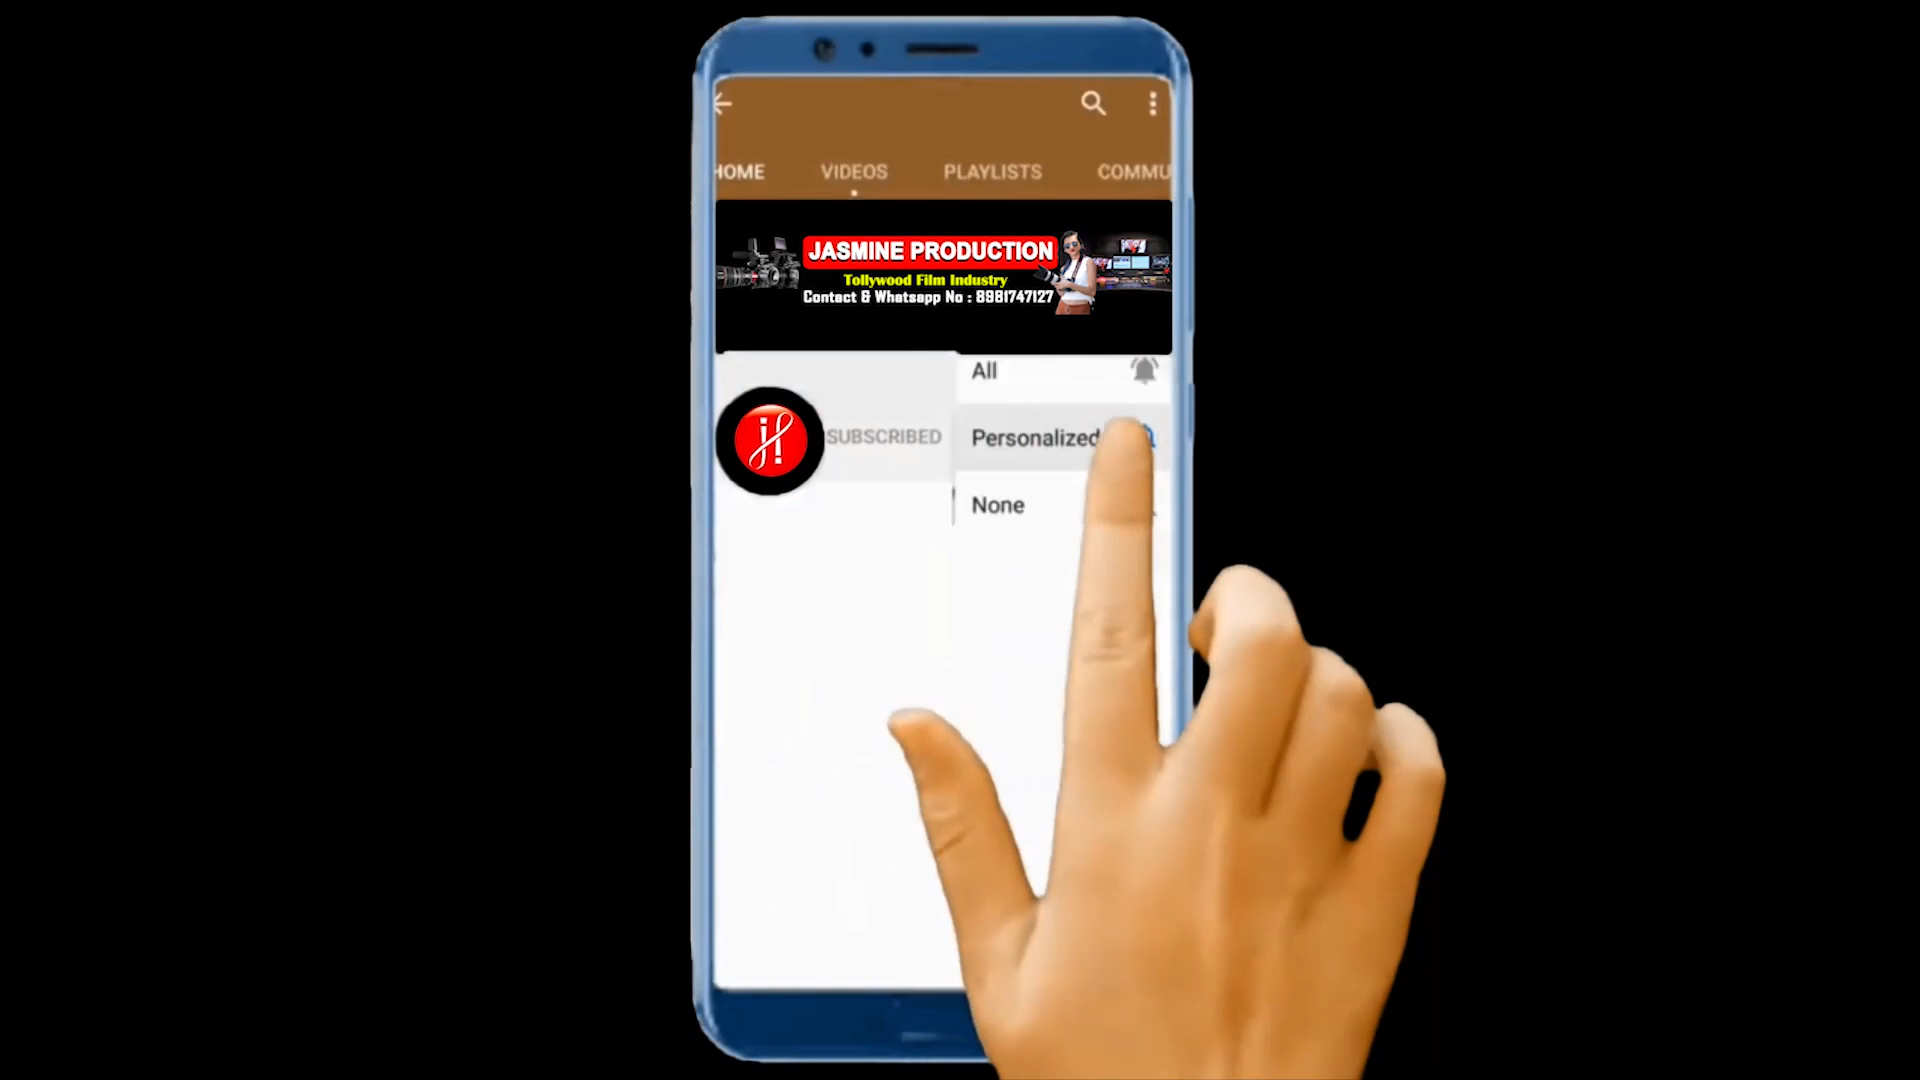 HOME VIDEOS PLAYLISTS COMMU
JASMINE PRODUCTION
Tollywood Film Industry
Contact & Whatsapp No : 8981747127
All
SUBSCRIBED
Personalized
None